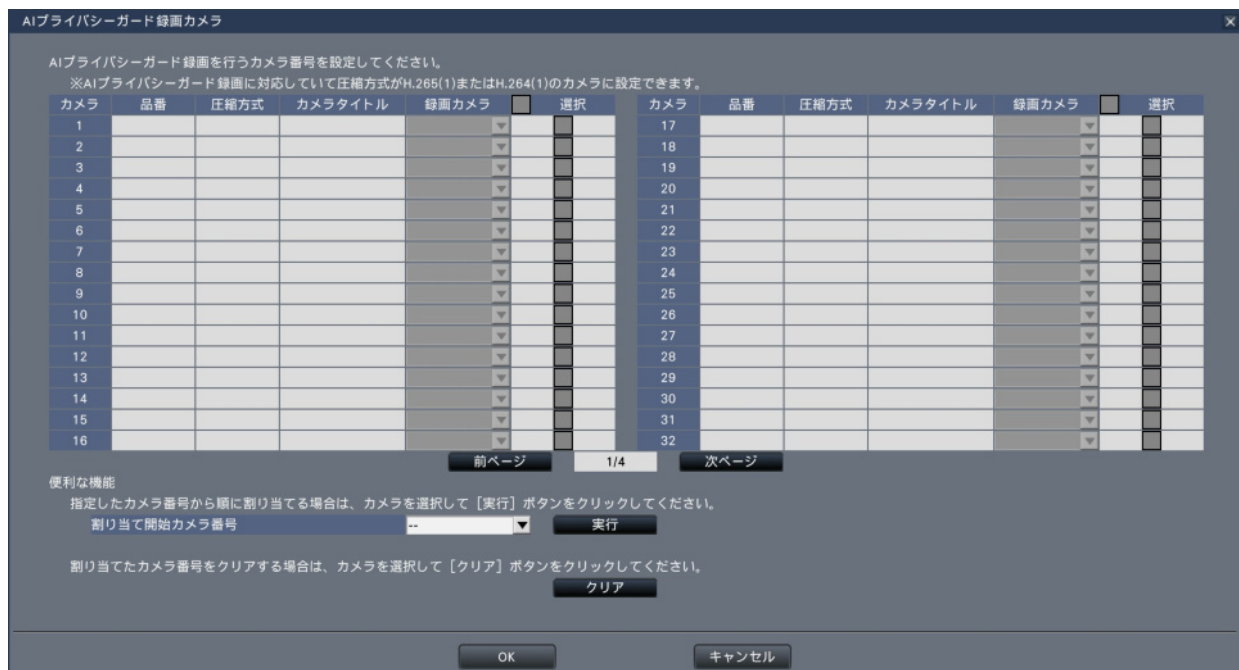 AIプライバシーガード録画カメラ
AIプライバシーガード録画を行うカメラ番号を設定してください。
※AIプライバシーガード録画に対応していて圧縮方式がH.265(1)またはH.264(1)のカメラに設定できます。
カメラ 品番 圧縮方式 カメラタイトル 録画カメラ 選択 カメラ 品番 圧縮方式 カメラタイトル 録画カメラ 選択
1 17
2 18
3 19
4 20
5 21
6 22
7 23
8 24
9 25
10 26
11 27
12 28
13 29
14 30
15 31
16 32
前ページ 1/4 次ページ
便利な機能
指定したカメラ番号から順に割り当てる場合は、カメラを選択して［実行］ボタンをクリックしてください。
割り当て開始カメラ番号 -- 実行
割り当てたカメラ番号をクリアする場合は、カメラを選択して［クリア］ボタンをクリックしてください。
クリア
OK キャンセル